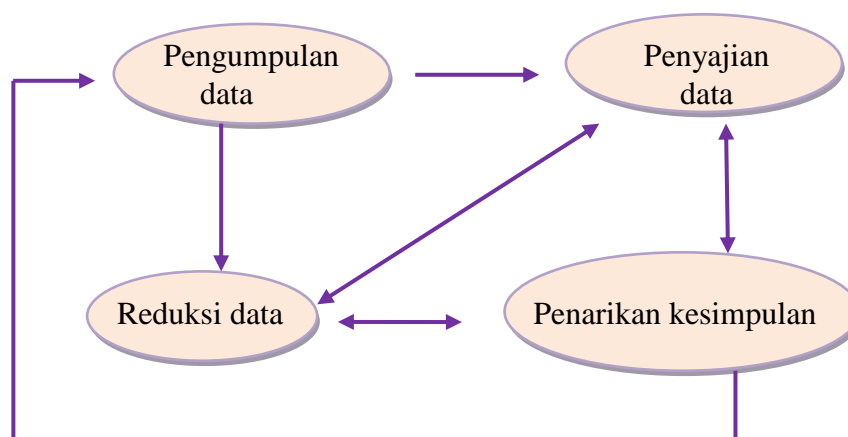 Pengumpulan
data
Penyajian
data
Reduksi data
Penarikan kesimpulan